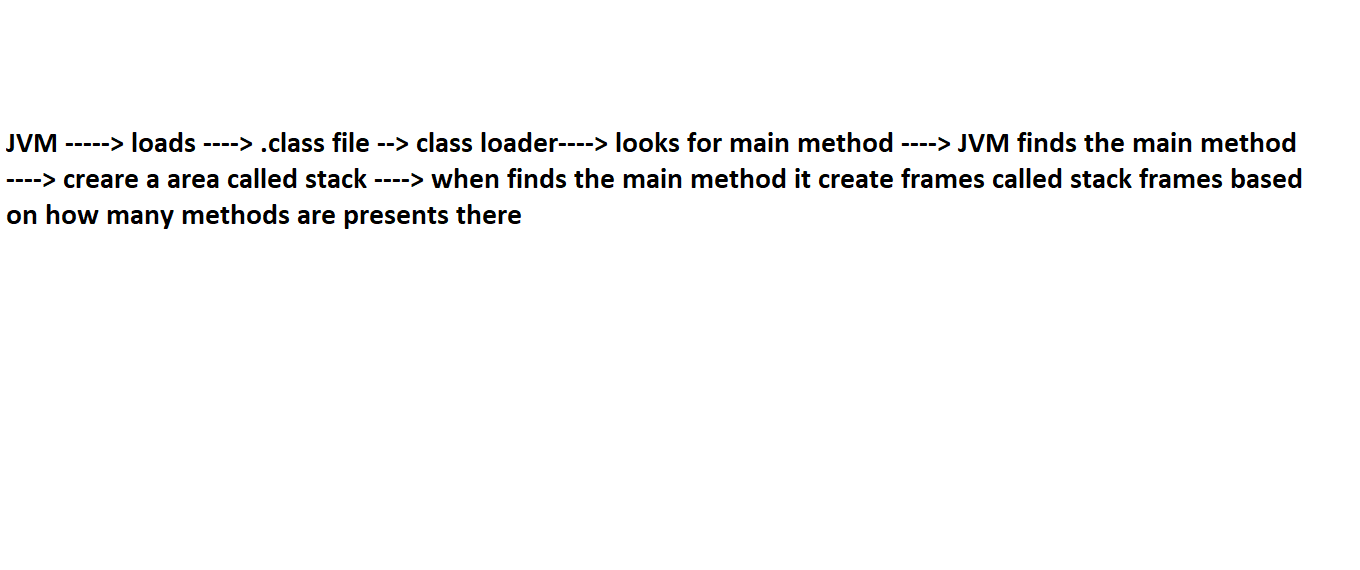 JVM -----> loads ----> .class file --> class loader----> looks for main method ----> JVM finds the main method
----> creare a area called stack ----> when finds the main method it create frames called stack frames based
on how many methods are presents there